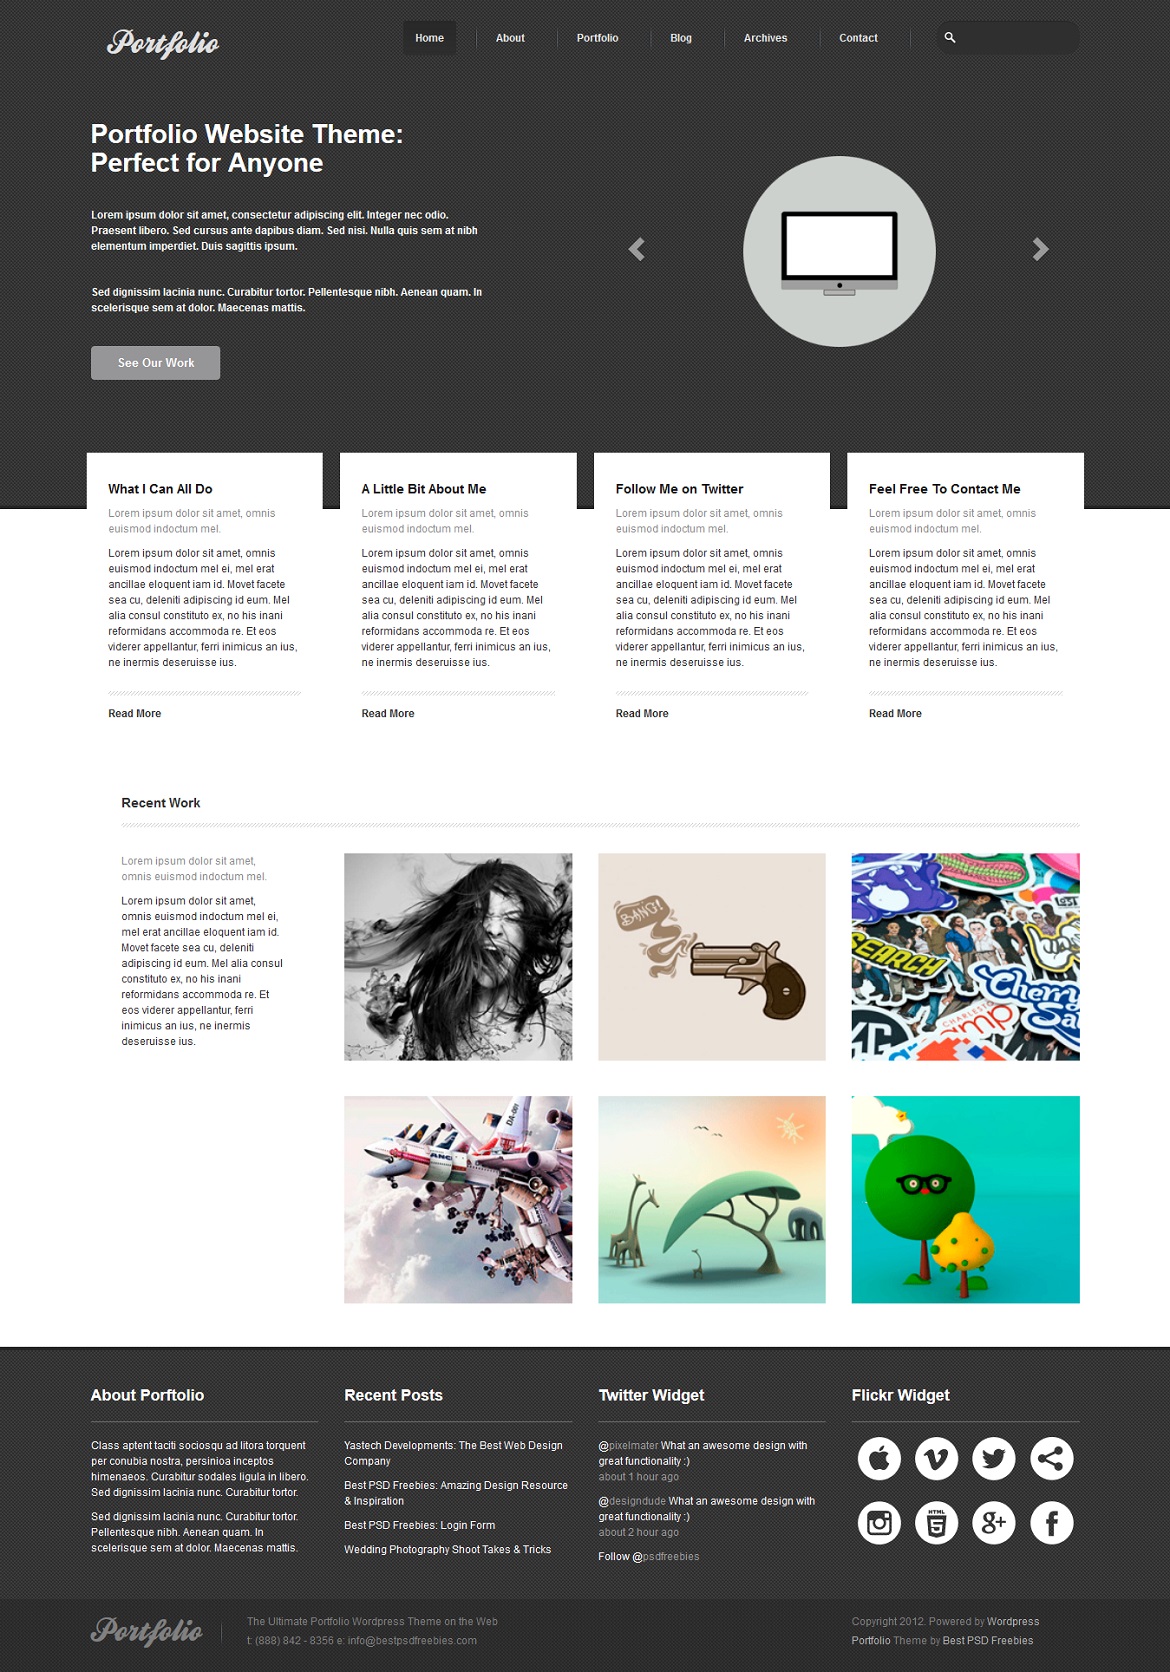 Portfolio
Home
About
Portfolio
Blog
Archives
Contact
Portfolio Website Theme:
Perfect for Anyone
Lorem ipsum dolor sit amet, consectetur adipiscing elit. Integer nec odio.
Praesent libero. Sed cursus ante dapibus diam. Sed nisi. Nulla quis sem at nibh
elementum imperdiet. Duis sagittis ipsum.
Sed dignissim lacinia nunc. Curabitur tortor. Pellentesque nibh. Aenean quam. In
scelerisque sem at dolor. Maecenas mattis.
See Our Work
What I Can All Do
Lorem ipsum dolor sit amet, omnis
euismod indoctum mel.
Lorem ipsum dolor sit amet, omnis
euismod indoctum mel ei, mel erat
ancillae eloquent iam id. Movet facete
sea cu, deleniti adipiscing id eum. Mel
alia consul constituto ex, no his inani
reformidans accommoda re. Et eos
viderer appellantur, ferri inimicus an ius,
ne inermis deseruisse ius.
Read More
A Little Bit About Me
Lorem ipsum dolor sit amet, omnis
euismod indoctum mel.
Lorem ipsum dolor sit amet, omnis
euismod indoctum mel ei, mel erat
ancillae eloquent iam id. Movet facete
sea cu, deleniti adipiscing id eum. Mel
alia consul constituto ex, no his inani
reformidans accommoda re. Et eos
viderer appellantur, ferri inimicus an ius,
ne inermis deseruisse ius.
Read More
Follow Me on Twitter
Lorem ipsum dolor sit amet, omnis
euismod indoctum mel.
Lorem ipsum dolor sit amet, omnis
euismod indoctum mel ei, mel erat
ancillae eloquent iam id. Movet facete
sea cu, deleniti adipiscing id eum. Mel
alia consul constituto ex, no his inani
reformidans accommoda re. Et eos
viderer appellantur, ferri inimicus an ius,
ne inermis deseruisse ius.
Read More
Feel Free To Contact Me
Lorem ipsum dolor sit amet, omnis
euismod indoctum mel.
Lorem ipsum dolor sit amet, omnis
euismod indoctum mel ei, mel erat
ancillae eloquent iam id. Movet facete
sea cu, deleniti adipiscing id eum. Mel
alia consul constituto ex, no his inani
reformidans accommoda re. Et eos
viderer appellantur, ferri inimicus an ius,
ne inermis deseruisse ius.
Read More
Recent Work
Lorem ipsum dolor sit amet,
omnis euismod indoctum mel.
Lorem ipsum dolor sit amet,
omnis euismod indoctum mel ei,
mel erat ancillae eloquent iam id.
Movet facete sea cu, deleniti
adipiscing id eum. Mel alia consul
constituto ex, no his inani
reformidans accommoda re. Et
eos viderer appellantur, ferri
inimicus an ius, ne inermis
deseruisse ius.
BANG!
LOST
SEARCH
Cherry
CHARLESTON
About Porftolio
Class aptent taciti sociosqu ad litora torquent
per conubia nostra, persinioa inceptos
himenaeos. Curabitur sodales ligula in libero.
Sed dignissim lacinia nunc. Curabitur tortor.
Sed dignissim lacinia nunc. Curabitur tortor.
Pellentesque nibh. Aenean quam. In
scelerisque sem at dolor. Maecenas mattis.
Recent Posts
Yastech Developments: The Best Web Design
Company
Best PSD Freebies: Amazing Design Resource
& Inspiration
Best PSD Freebies: Login Form
Wedding Photography Shoot Takes & Tricks
Twitter Widget
@pixelmater What an awesome design with
great functionality :)
about 1 hour ago
@designdude What an awesome design with
great functionality :)
about 2 hour ago
Follow @psdfreebies
Flickr Widget
HTML
5
g+
Portfolio
The Ultimate Portfolio Wordpress Theme on the Web
t: (888) 842 - 8356 e: info@bestpsdfreebies.com
Copyright 2012. Powered by Wordpress
Portfolio Theme by Best PSD Freebies